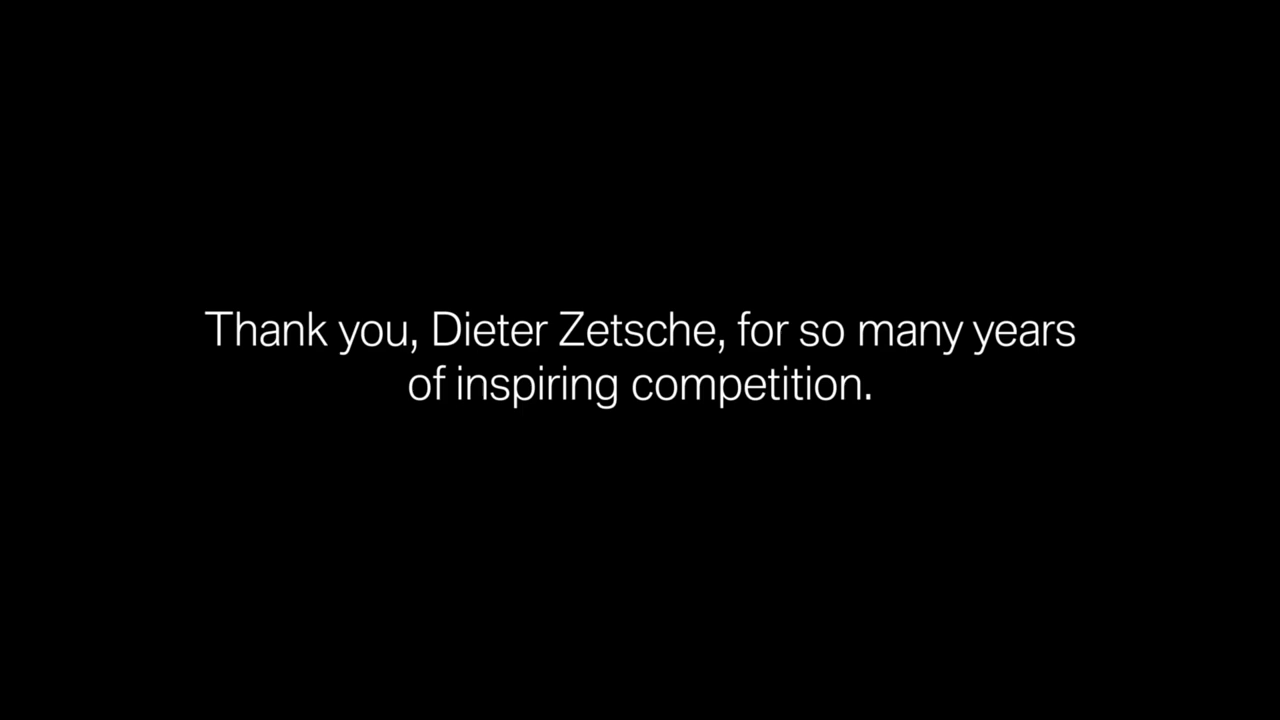 Thank you, Dieter Zetsche, for so many years
of inspiring competition.